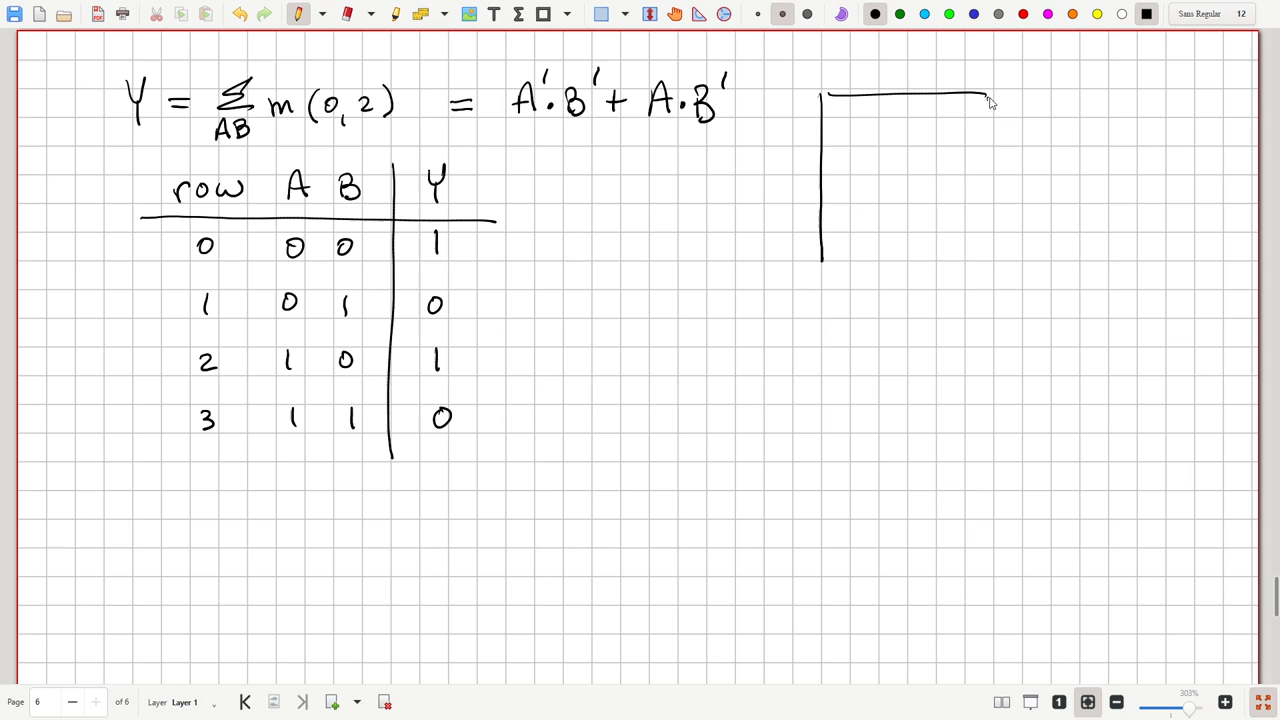 Sans Regular 12
Y = Σ m (0, 2) = A'·B' + A·B'
AB
row A B Y
0 0 0 1
1 0 1 0
2 1 0 1
3 1 1 0
Page 6 of 6 Layer Layer 1 303%